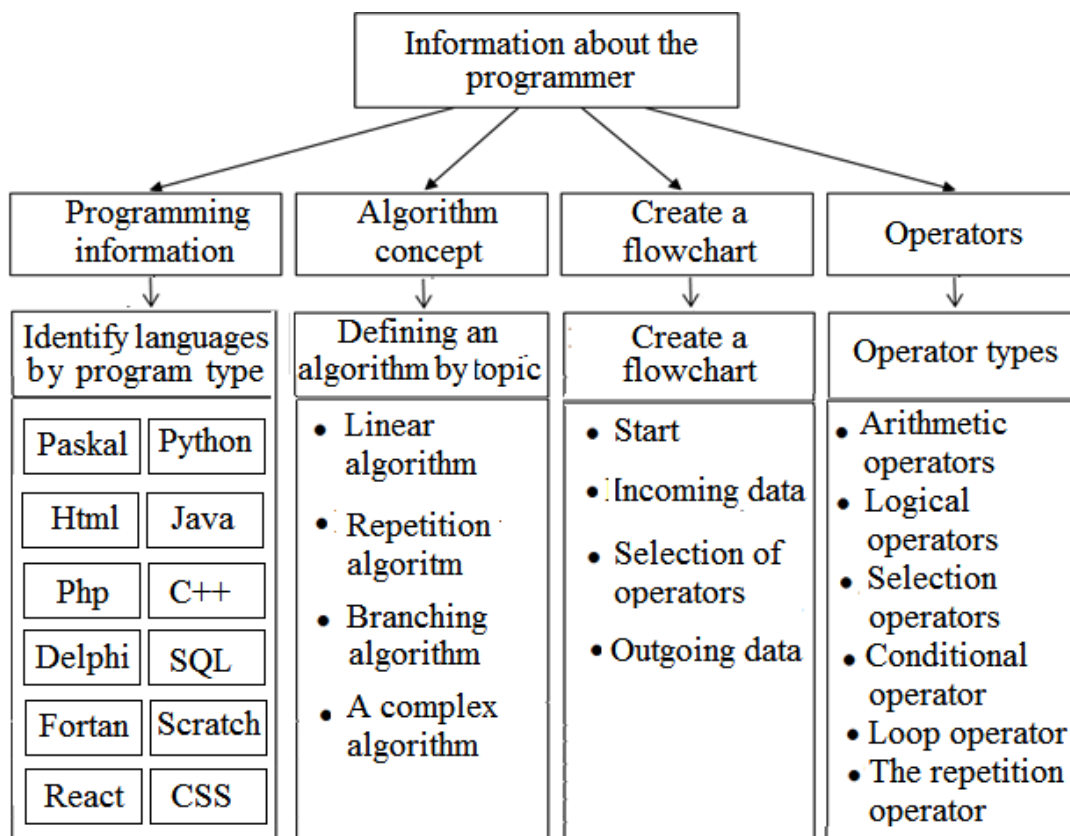 Information about the
programmer
Programming
information
Algorithm
concept
Create a
flowchart
Operators
Identify languages
by program type
Defining an
algorithm by topic
Create a
flowchart
Operator types
Paskal
Python
Html
Java
Php
C++
Delphi
SQL
Fortan
Scratch
React
CSS
• Linear
algorithm
• Repetition
algoritm
• Branching
algorithm
• A complex
algorithm
• Start
• Incoming data
• Selection of
operators
• Outgoing data
• Arithmetic
operators
• Logical
operators
• Selection
operators
• Conditional
operator
• Loop operator
• The repetition
operator